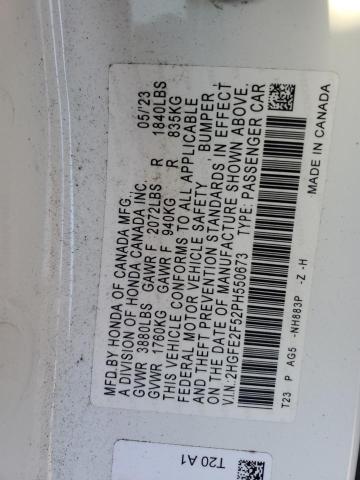 MFD.BY HONDA OF CANADA MFG. 05/'23
A DIVISION OF HONDA CANADA INC.
GVWR 3880LBS GAWR F 2072LBS R 1840LBS
GVWR 1760KG GAWR F 940KG R 835KG
THIS VEHICLE CONFORMS TO ALL APPLICABLE
FEDERAL MOTOR VEHICLE SAFETY, BUMPER,
AND THEFT PREVENTION STANDARDS IN EFFECT
ON THE DATE OF MANUFACTURE SHOWN ABOVE.
V.I.N.:2HGFE2F52PH550673 TYPE: PASSENGER CAR
T23 P AG5 -NH883P -Z -H
MADE IN CANADA
T20 A1